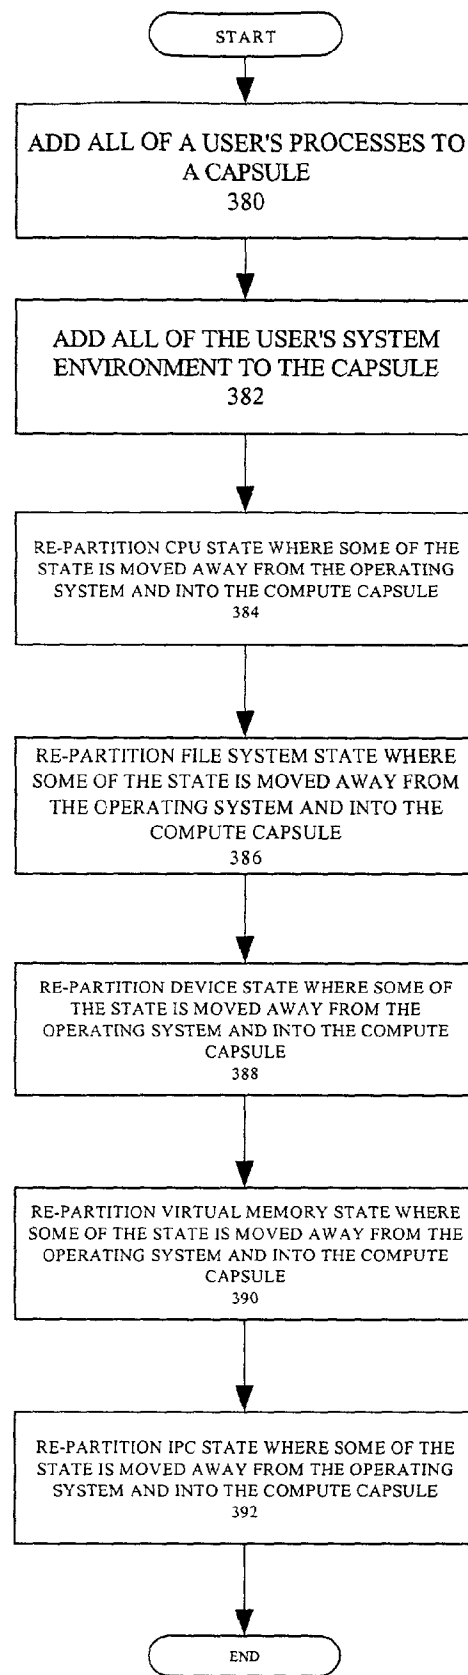 START
ADD ALL OF A USER'S PROCESSES TO
A CAPSULE
380
ADD ALL OF THE USER'S SYSTEM
ENVIRONMENT TO THE CAPSULE
382
RE-PARTITION CPU STATE WHERE SOME OF THE
STATE IS MOVED AWAY FROM THE OPERATING
SYSTEM AND INTO THE COMPUTE CAPSULE
384
RE-PARTITION FILE SYSTEM STATE WHERE
SOME OF THE STATE IS MOVED AWAY FROM
THE OPERATING SYSTEM AND INTO THE
COMPUTE CAPSULE
386
RE-PARTITION DEVICE STATE WHERE SOME OF
THE STATE IS MOVED AWAY FROM THE
OPERATING SYSTEM AND INTO THE COMPUTE
CAPSULE
388
RE-PARTITION VIRTUAL MEMORY STATE WHERE
SOME OF THE STATE IS MOVED AWAY FROM THE
OPERATING SYSTEM AND INTO THE COMPUTE
CAPSULE
390
RE-PARTITION IPC STATE WHERE SOME OF THE
STATE IS MOVED AWAY FROM THE OPERATING
SYSTEM AND INTO THE COMPUTE CAPSULE
392
END